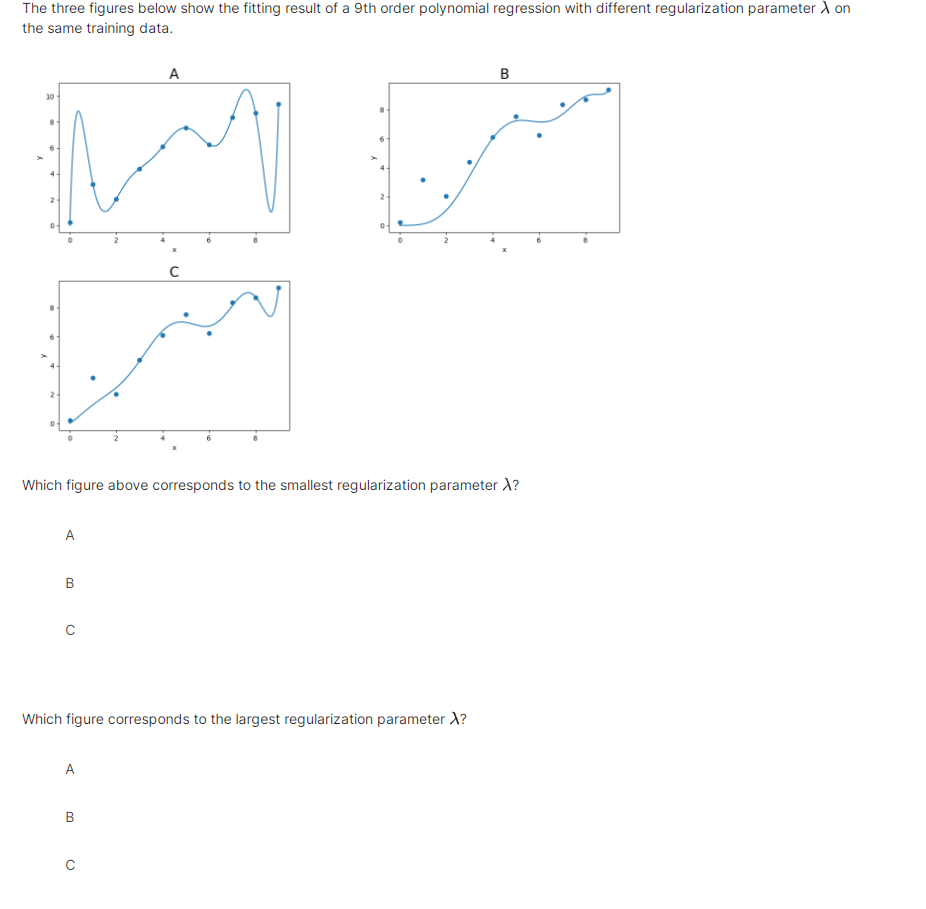 The three figures below show the fitting result of a 9th order polynomial regression with different regularization parameter λ on
the same training data.
A
10
8
6
4
2
0
y
0 2 4 6 8
x
B
8
6
4
2
0
y
0 2 4 6 8
x
C
8
6
4
2
0
y
0 2 4 6 8
x
Which figure above corresponds to the smallest regularization parameter λ?
A
B
C
Which figure corresponds to the largest regularization parameter λ?
A
B
C